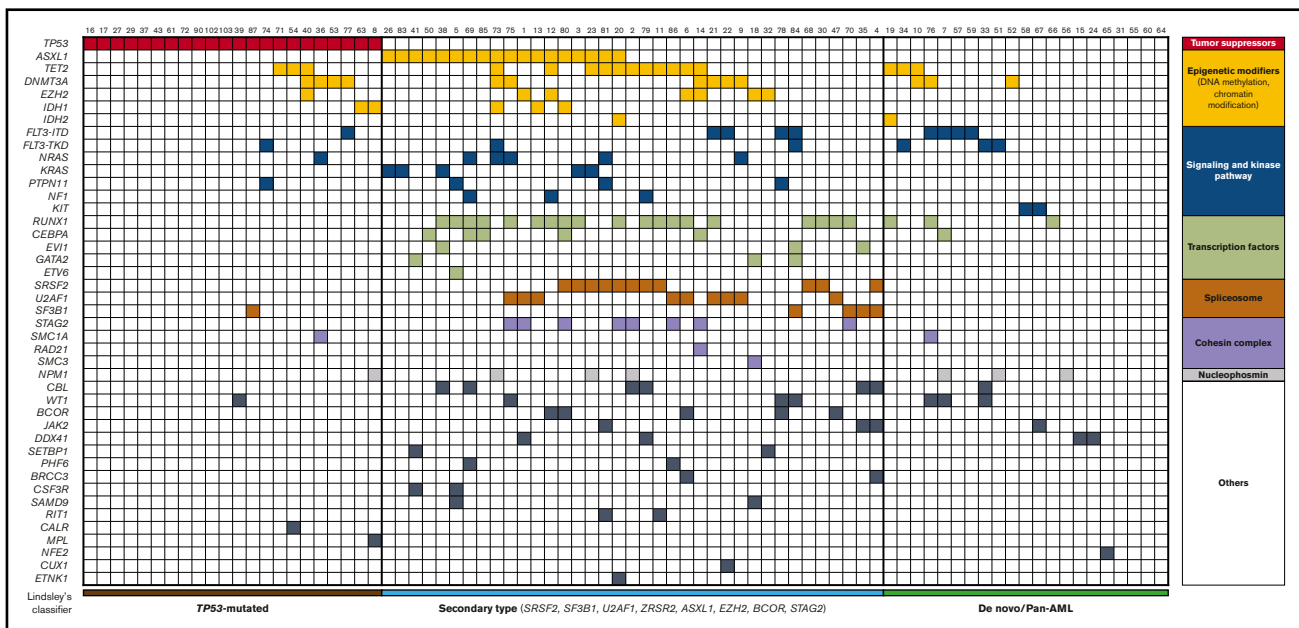 16 17 27 29 37 43 61 72 90 102 103 39 87 74 71 54 40 36 53 77 63 8 26 83 41 50 38 5 69 85 73 75 1 13 12 80 3 23 81 20 2 79 11 86 6 14 21 22 9 18 32 78 84 68 30 47 70 35 4 19 34 10 76 7 57 59 33 51 52 58 67 66 56 15 24 65 31 55 60 64
TP53
ASXL1
TET2
DNMT3A
EZH2
IDH1
IDH2
FLT3-ITD
FLT3-TKD
NRAS
KRAS
PTPN11
NF1
KIT
RUNX1
CEBPA
EVI1
GATA2
ETV6
SRSF2
U2AF1
SF3B1
STAG2
SMC1A
RAD21
SMC3
NPM1
CBL
WT1
BCOR
JAK2
DDX41
SETBP1
PHF6
BRCC3
CSF3R
SAMD9
RIT1
CALR
MPL
NFE2
CUX1
ETNK1
Tumor suppressors
Epigenetic modifiers
(DNA methylation,
chromatin
modification)
Signaling and kinase
pathway
Transcription factors
Spliceosome
Cohesin complex
Nucleophosmin
Others
Lindsley's
classifier
TP53-mutated
Secondary type (SRSF2, SF3B1, U2AF1, ZRSR2, ASXL1, EZH2, BCOR, STAG2)
De novo/Pan-AML